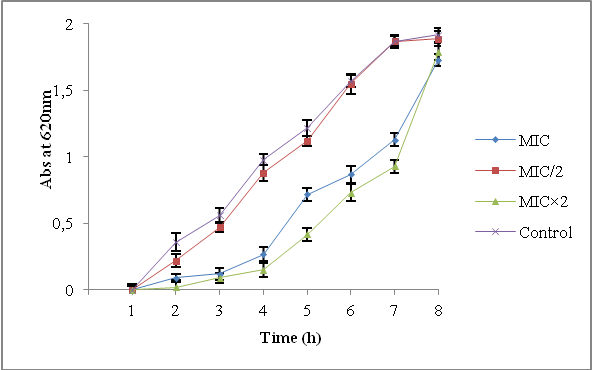 2
1,5
1
0,5
0
1 2 3 4 5 6 7 8
Abs at 620nm
Time (h)
MIC
MIC/2
MIC×2
Control